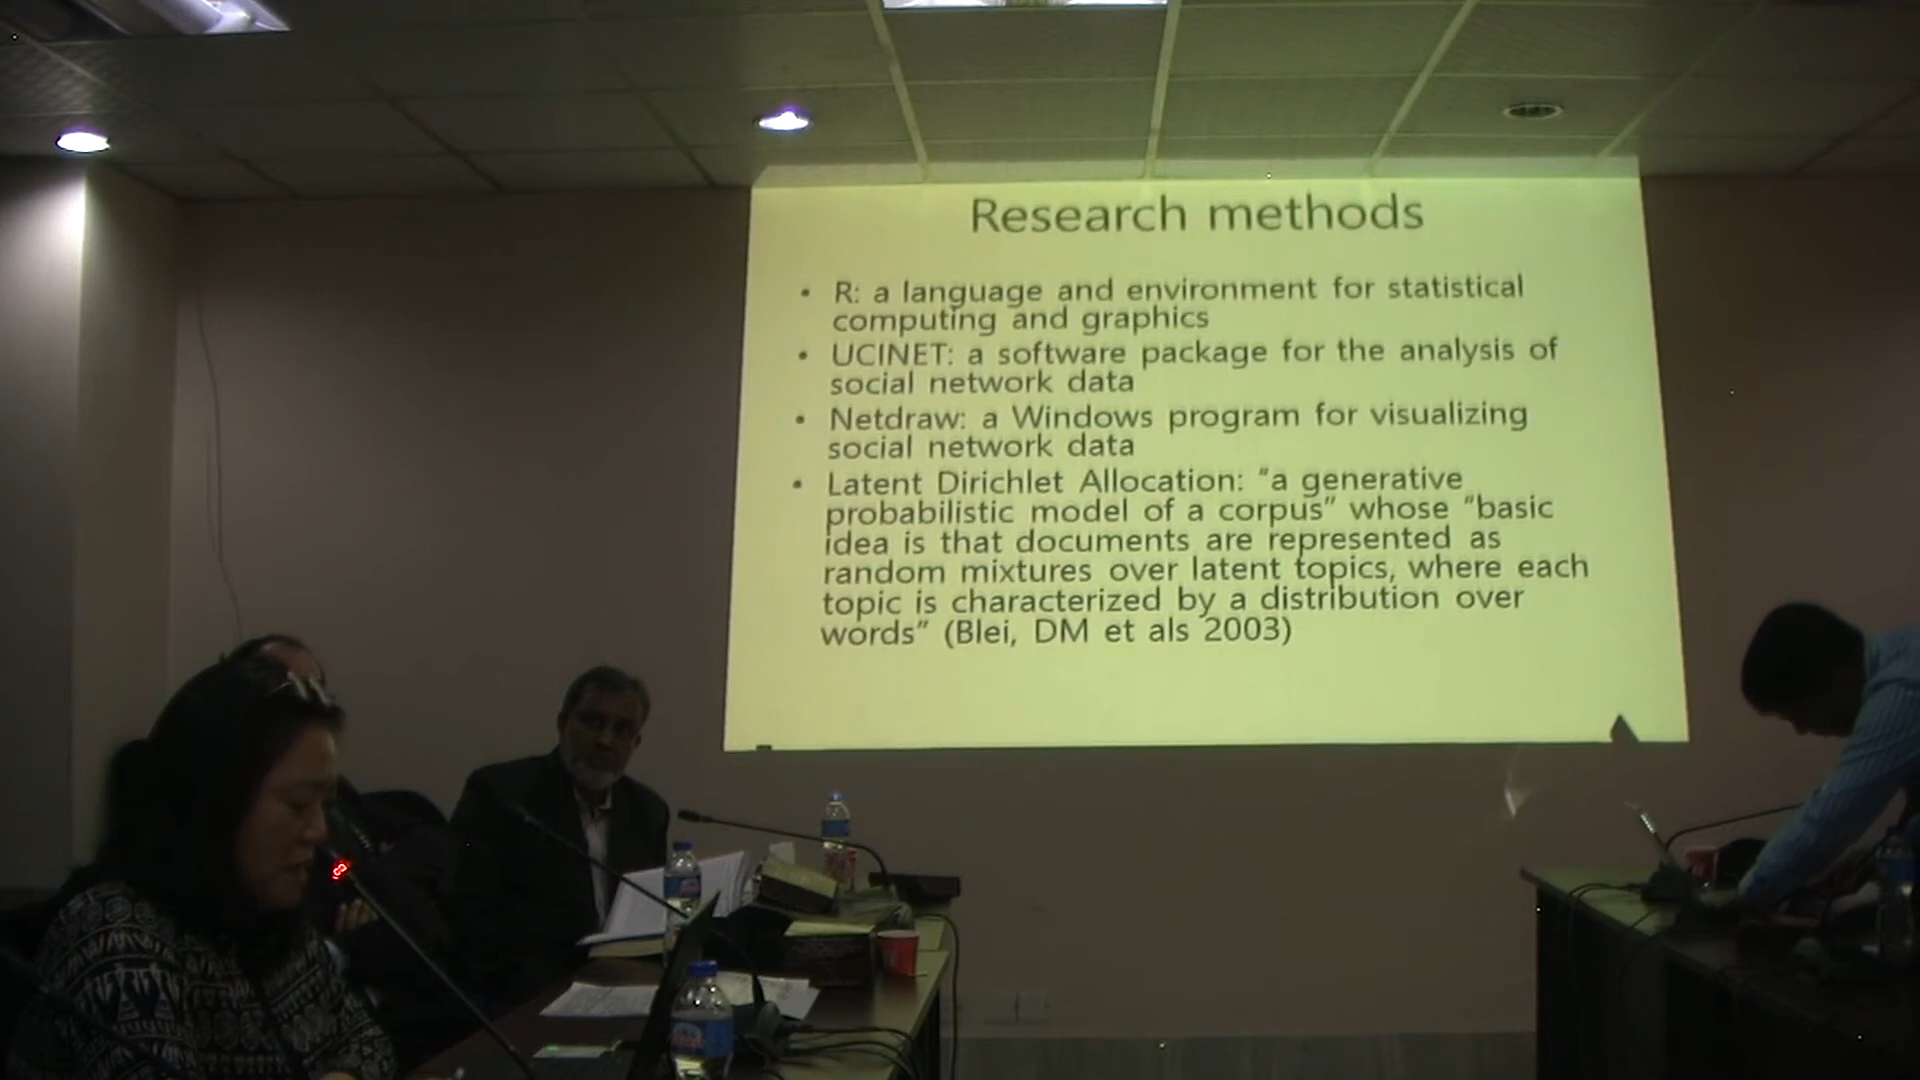 Research methods
• R: a language and environment for statistical
computing and graphics
• UCINET: a software package for the analysis of
social network data
• Netdraw: a Windows program for visualizing
social network data
• Latent Dirichlet Allocation: "a generative
probabilistic model of a corpus" whose "basic
idea is that documents are represented as
random mixtures over latent topics, where each
topic is characterized by a distribution over
words" (Blei, DM et als 2003)